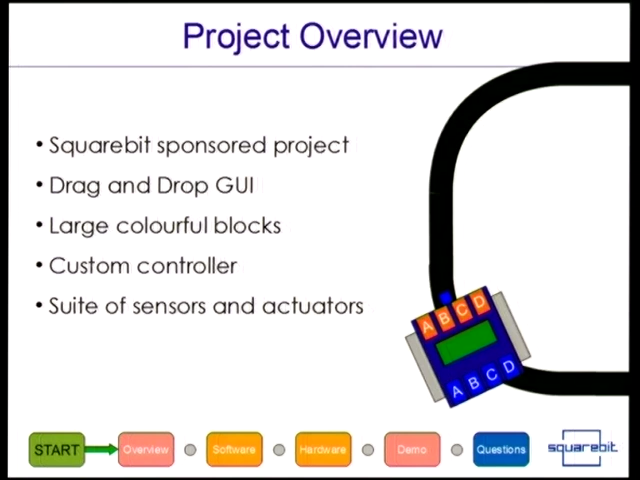 Project Overview
• Squarebit sponsored project
• Drag and Drop GUI
• Large colourful blocks
• Custom controller
• Suite of sensors and actuators
A B C D
A B C D
START Overview Software Hardware Demo Questions squarebit